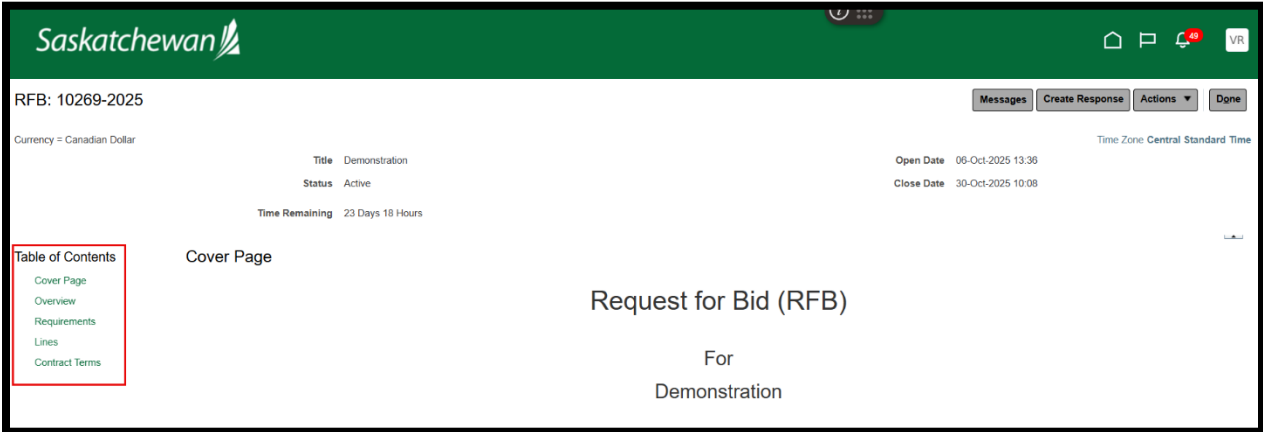 Saskatchewan
49
VR
RFB: 10269-2025
Messages Create Response Actions Done
Currency = Canadian Dollar
Time Zone Central Standard Time
Title Demonstration
Open Date 06-Oct-2025 13:36
Status Active
Close Date 30-Oct-2025 10:08
Time Remaining 23 Days 18 Hours
Table of Contents
Cover Page
Overview
Requirements
Lines
Contract Terms
Cover Page
Request for Bid (RFB)
For
Demonstration